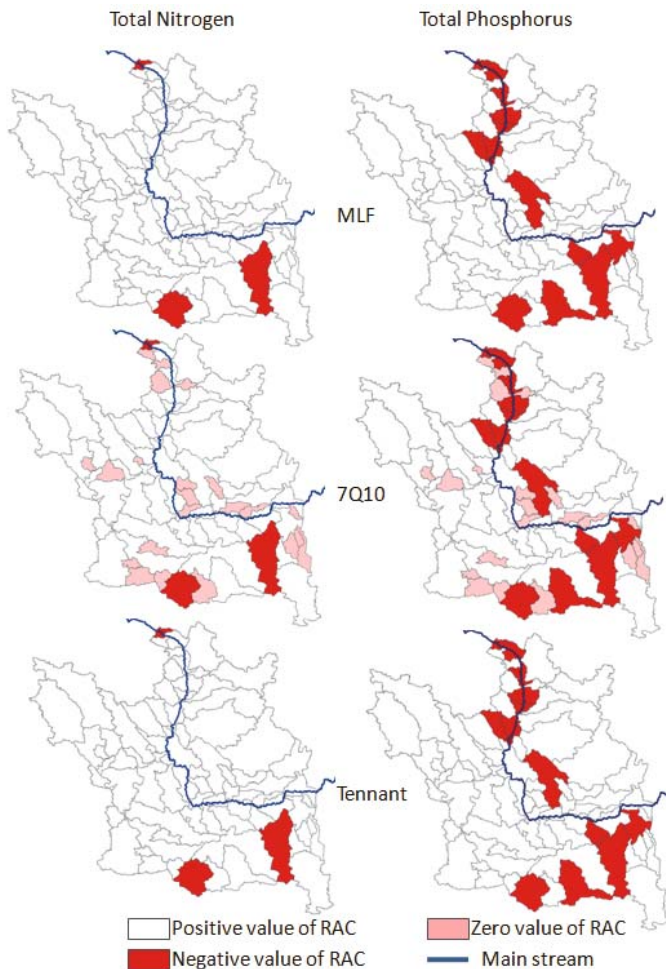 Total Nitrogen Total Phosphorus
MLF
7Q10
Tennant
Positive value of RAC Zero value of RAC
Negative value of RAC Main stream